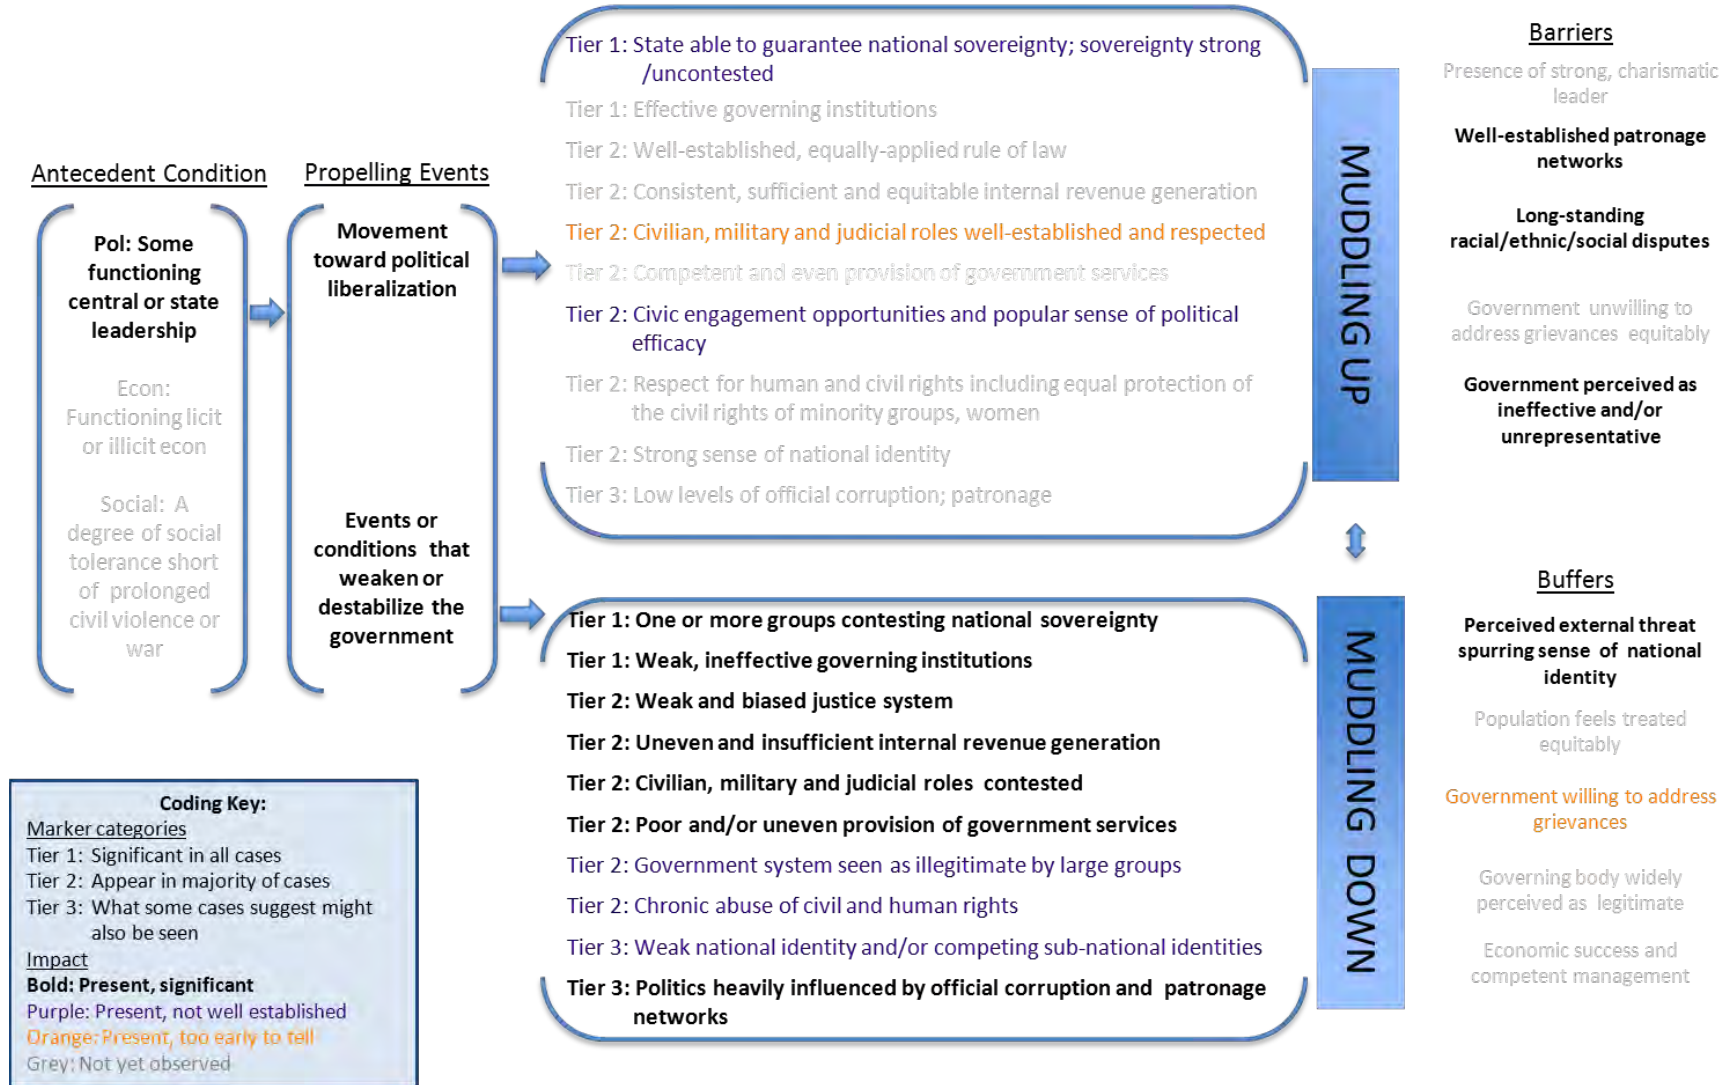 Antecedent Condition
Pol: Some
functioning
central or state
leadership
Econ:
Functioning licit
or illicit econ
Social: A
degree of social
tolerance short
of prolonged
civil violence or
war
Propelling Events
Movement
toward political
liberalization
Events or
conditions that
weaken or
destabilize the
government
Tier 1: State able to guarantee national sovereignty; sovereignty strong
/uncontested
Tier 1: Effective governing institutions
Tier 2: Well-established, equally-applied rule of law
Tier 2: Consistent, sufficient and equitable internal revenue generation
Tier 2: Civilian, military and judicial roles well-established and respected
Tier 2: Competent and even provision of government services
Tier 2: Civic engagement opportunities and popular sense of political
efficacy
Tier 2: Respect for human and civil rights including equal protection of
the civil rights of minority groups, women
Tier 2: Strong sense of national identity
Tier 3: Low levels of official corruption; patronage
MUDDLING UP
Barriers
Presence of strong, charismatic
leader
Well-established patronage
networks
Long-standing
racial/ethnic/social disputes
Government unwilling to
address grievances equitably
Government perceived as
ineffective and/or
unrepresentative
Tier 1: One or more groups contesting national sovereignty
Tier 1: Weak, ineffective governing institutions
Tier 2: Weak and biased justice system
Tier 2: Uneven and insufficient internal revenue generation
Tier 2: Civilian, military and judicial roles contested
Tier 2: Poor and/or uneven provision of government services
Tier 2: Government system seen as illegitimate by large groups
Tier 2: Chronic abuse of civil and human rights
Tier 3: Weak national identity and/or competing sub-national identities
Tier 3: Politics heavily influenced by official corruption and patronage
networks
MUDDLING DOWN
Buffers
Perceived external threat
spurring sense of national
identity
Population feels treated
equitably
Government willing to address
grievances
Governing body widely
perceived as legitimate
Economic success and
competent management
Coding Key:
Marker categories
Tier 1: Significant in all cases
Tier 2: Appear in majority of cases
Tier 3: What some cases suggest might
also be seen
Impact
Bold: Present, significant
Purple: Present, not well established
Orange: Present, too early to tell
Grey: Not yet observed